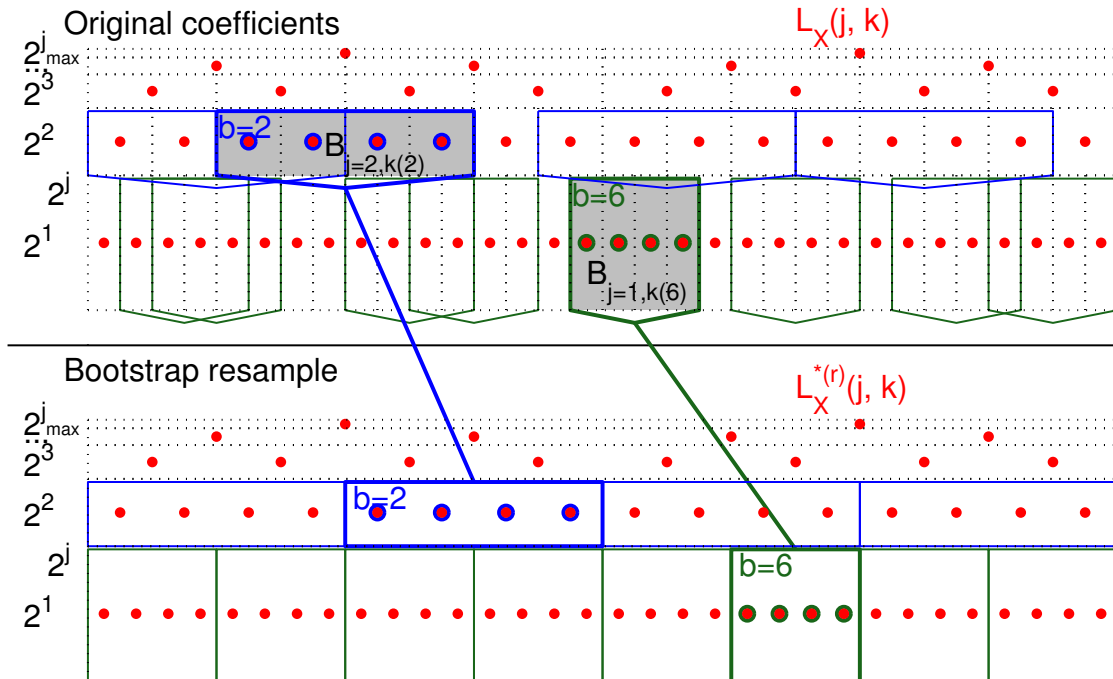 Original coefficients
L_X(j, k)
2^j_max
...
2^3
2^2
b=2
B_j=2,k(2)
2^j
b=6
2^1
B_j=1,k(6)
Bootstrap resample
L_X^*(r)(j, k)
2^j_max
...
2^3
2^2
b=2
2^j
b=6
2^1